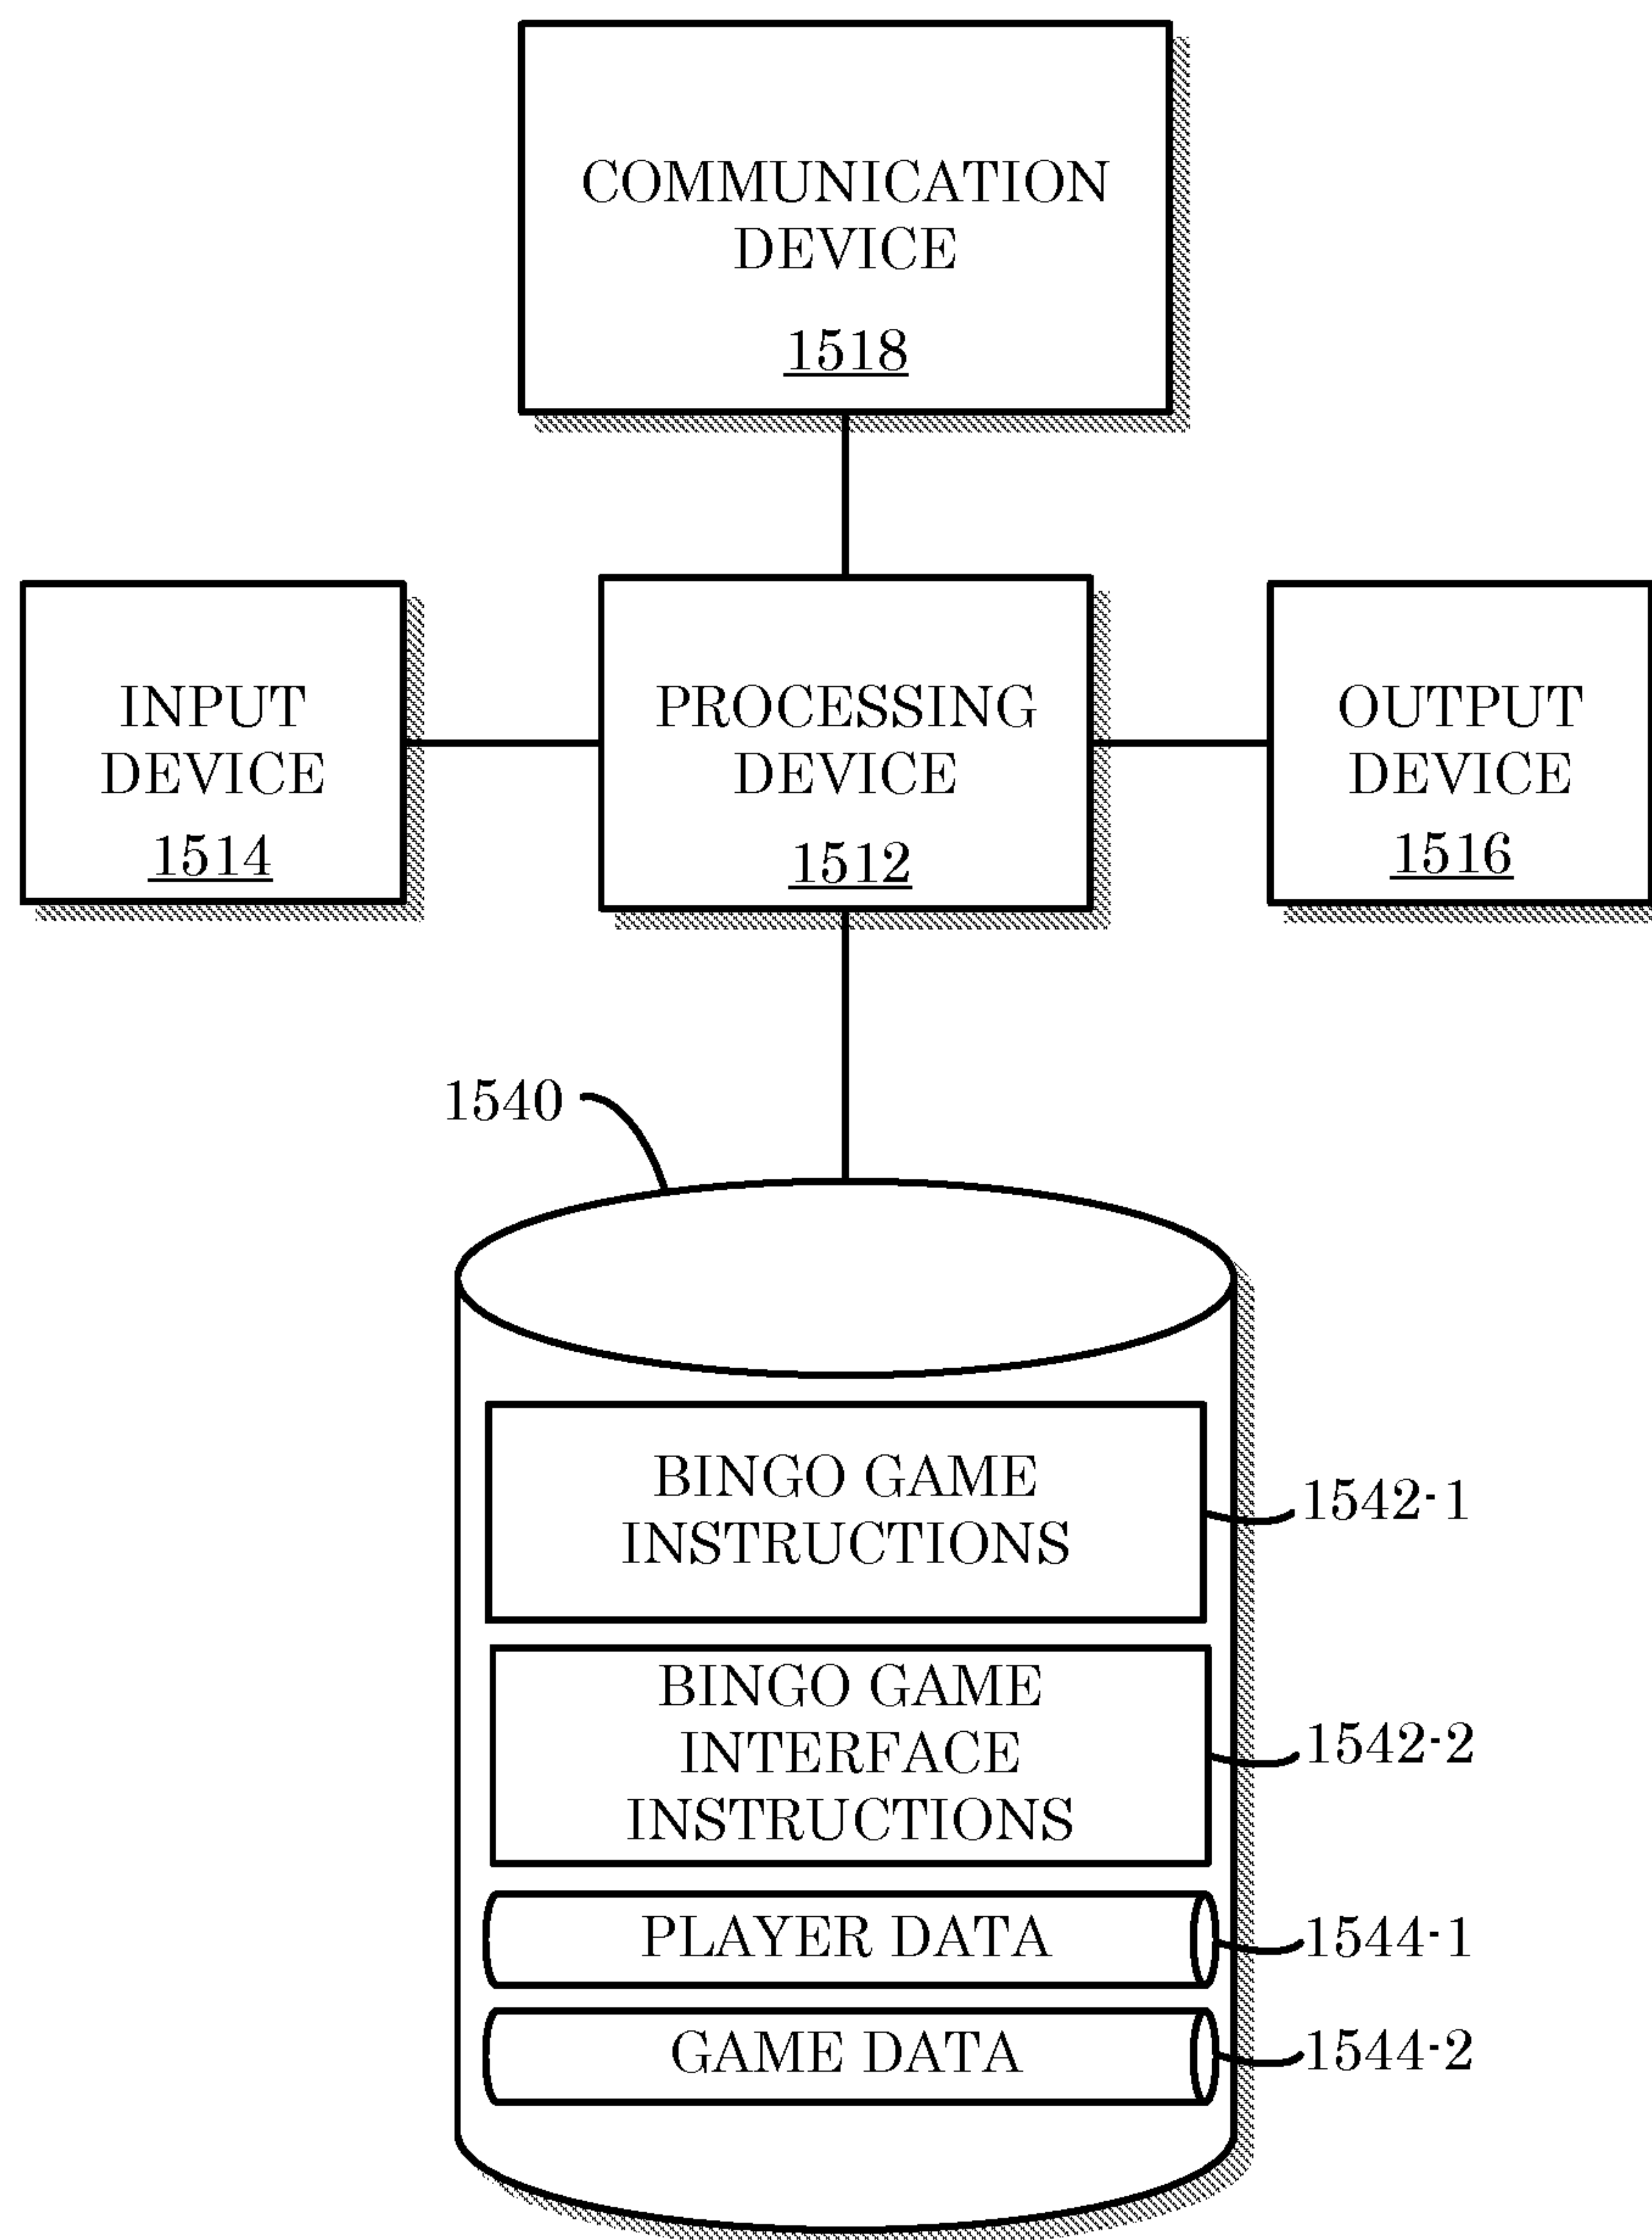 COMMUNICATION
DEVICE
1518
INPUT
DEVICE
1514
PROCESSING
DEVICE
1512
OUTPUT
DEVICE
1516
1540
BINGO GAME
INSTRUCTIONS
1542-1
BINGO GAME
INTERFACE
INSTRUCTIONS
1542-2
PLAYER DATA
1544-1
GAME DATA
1544-2